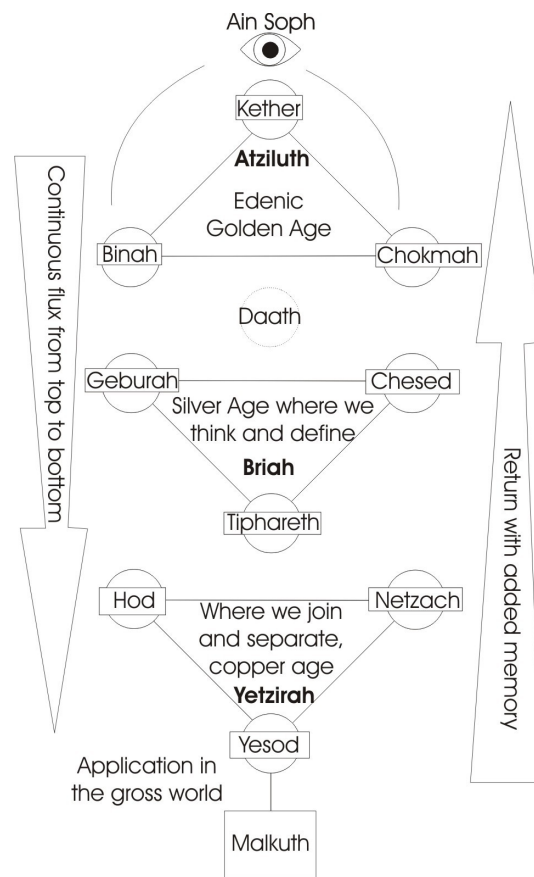 Ain Soph
Kether
Atziluth
Edenic
Golden Age
Binah
Chokmah
Daath
Geburah
Chesed
Silver Age where we
think and define
Briah
Tiphareth
Hod
Netzach
Where we join
and separate,
copper age
Yetzirah
Yesod
Application in
the gross world
Malkuth
Continuous flux from top to bottom
Return with added memory